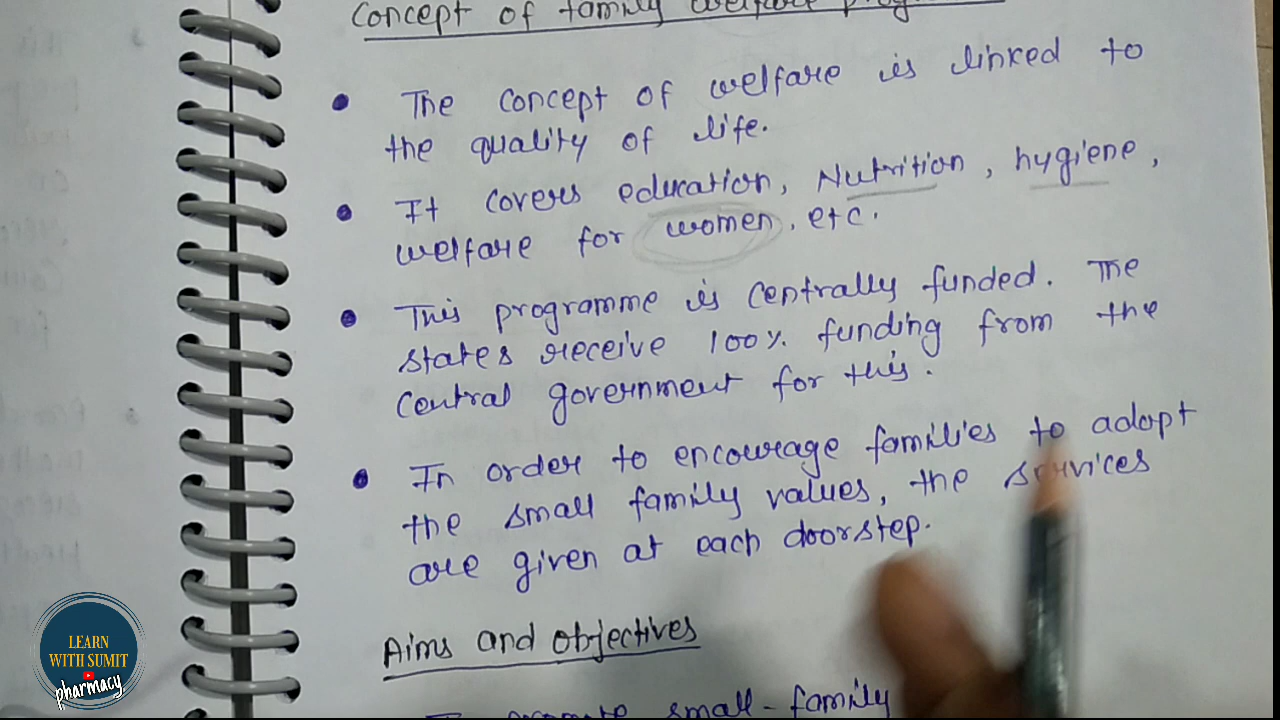 Concept of family welfare
• The concept of welfare is linked to
the quality of life.
• It covers education, Nutrition, hygiene,
welfare for women, etc.
• This programme is centrally funded. The
states receive 100% funding from the
central government for this.
• In order to encourage families to adopt
the small family values, the services
are given at each doorstep.
Aims and objectives
To promote small-family
LEARN
WITH SUMIT
pharmacy